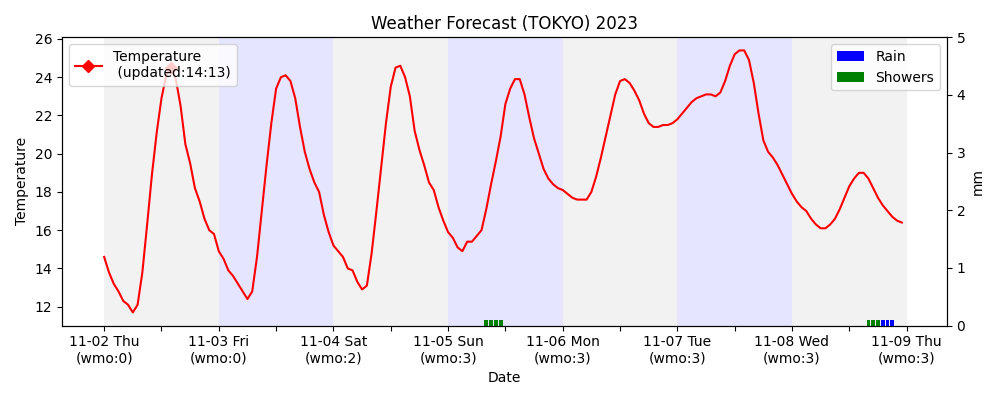 Weather Forecast (TOKYO) 2023
Temperature
(updated:14:13)
Rain
Showers
26
24
22
20
18
16
14
12
Temperature
5
4
3
2
1
0
mm
11-02 Thu
(wmo:0)
11-03 Fri
(wmo:0)
11-04 Sat
(wmo:2)
11-05 Sun
(wmo:3)
11-06 Mon
(wmo:3)
11-07 Tue
(wmo:3)
11-08 Wed
(wmo:3)
11-09 Thu
(wmo:3)
Date